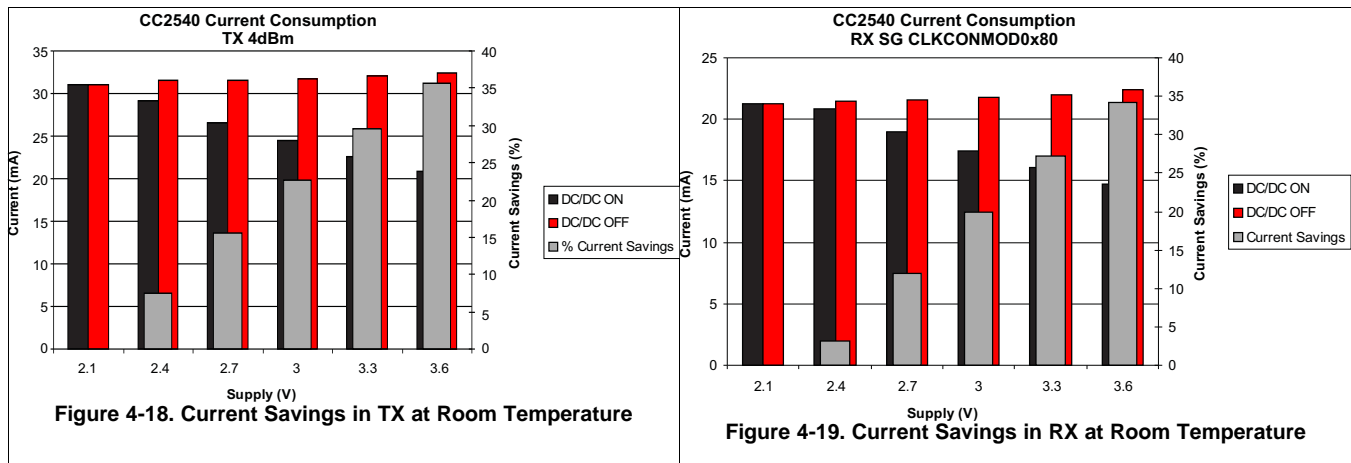 CC2540 Current Consumption
TX 4dBm
35
30
25
20
15
10
5
0
Current (mA)
40
35
30
25
20
15
10
5
0
Current Savings (%)
2.1 2.4 2.7 3 3.3 3.6
Supply (V)
DC/DC ON
DC/DC OFF
% Current Savings
Figure 4-18. Current Savings in TX at Room Temperature
CC2540 Current Consumption
RX SG CLKCONMOD0x80
25
20
15
10
5
0
Current (mA)
40
35
30
25
20
15
10
5
0
Current Savings (%)
2.1 2.4 2.7 3 3.3 3.6
Supply (V)
DC/DC ON
DC/DC OFF
Current Savings
Figure 4-19. Current Savings in RX at Room Temperature